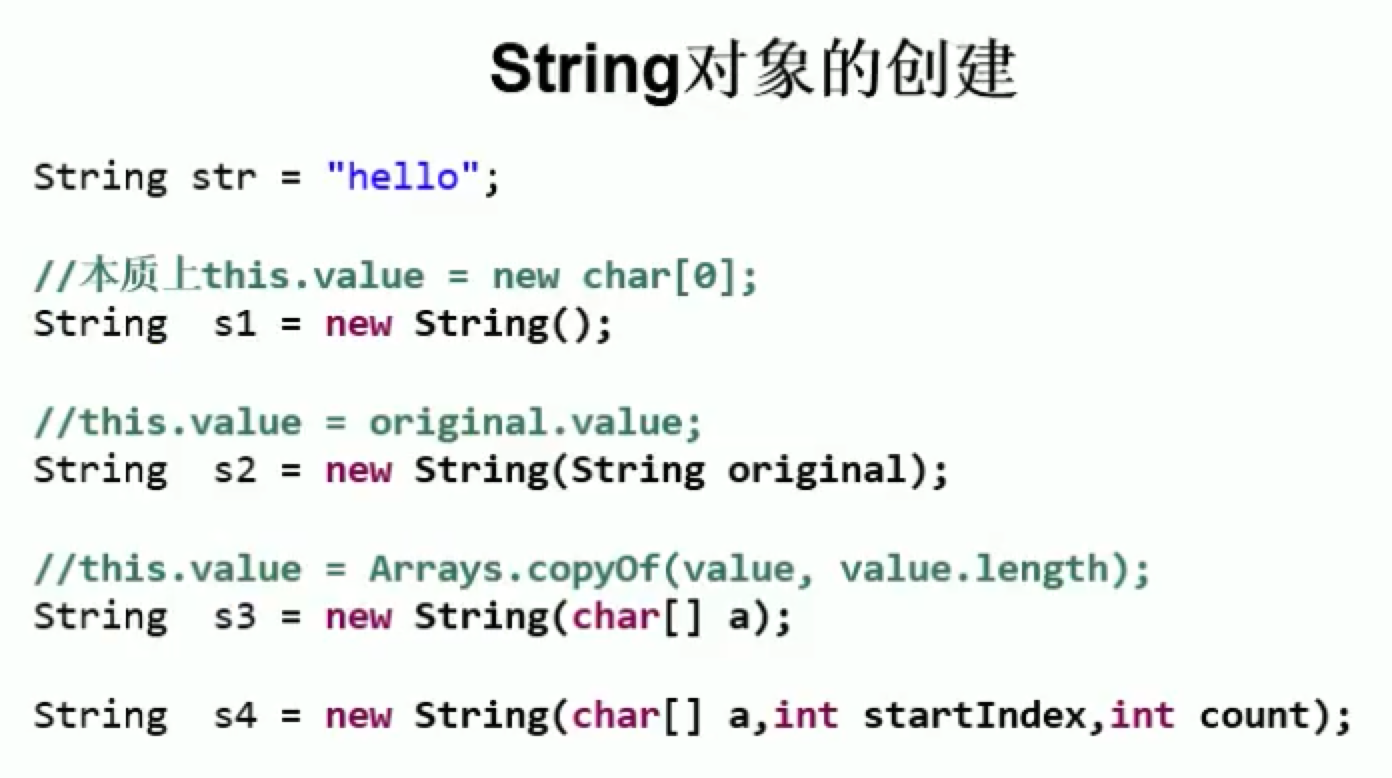 String对象的创建
String str = "hello";
//本质上this.value = new char[0];
String  s1 = new String();
//this.value = original.value;
String  s2 = new String(String original);
//this.value = Arrays.copyOf(value, value.length);
String  s3 = new String(char[] a);
String  s4 = new String(char[] a,int startIndex,int count);